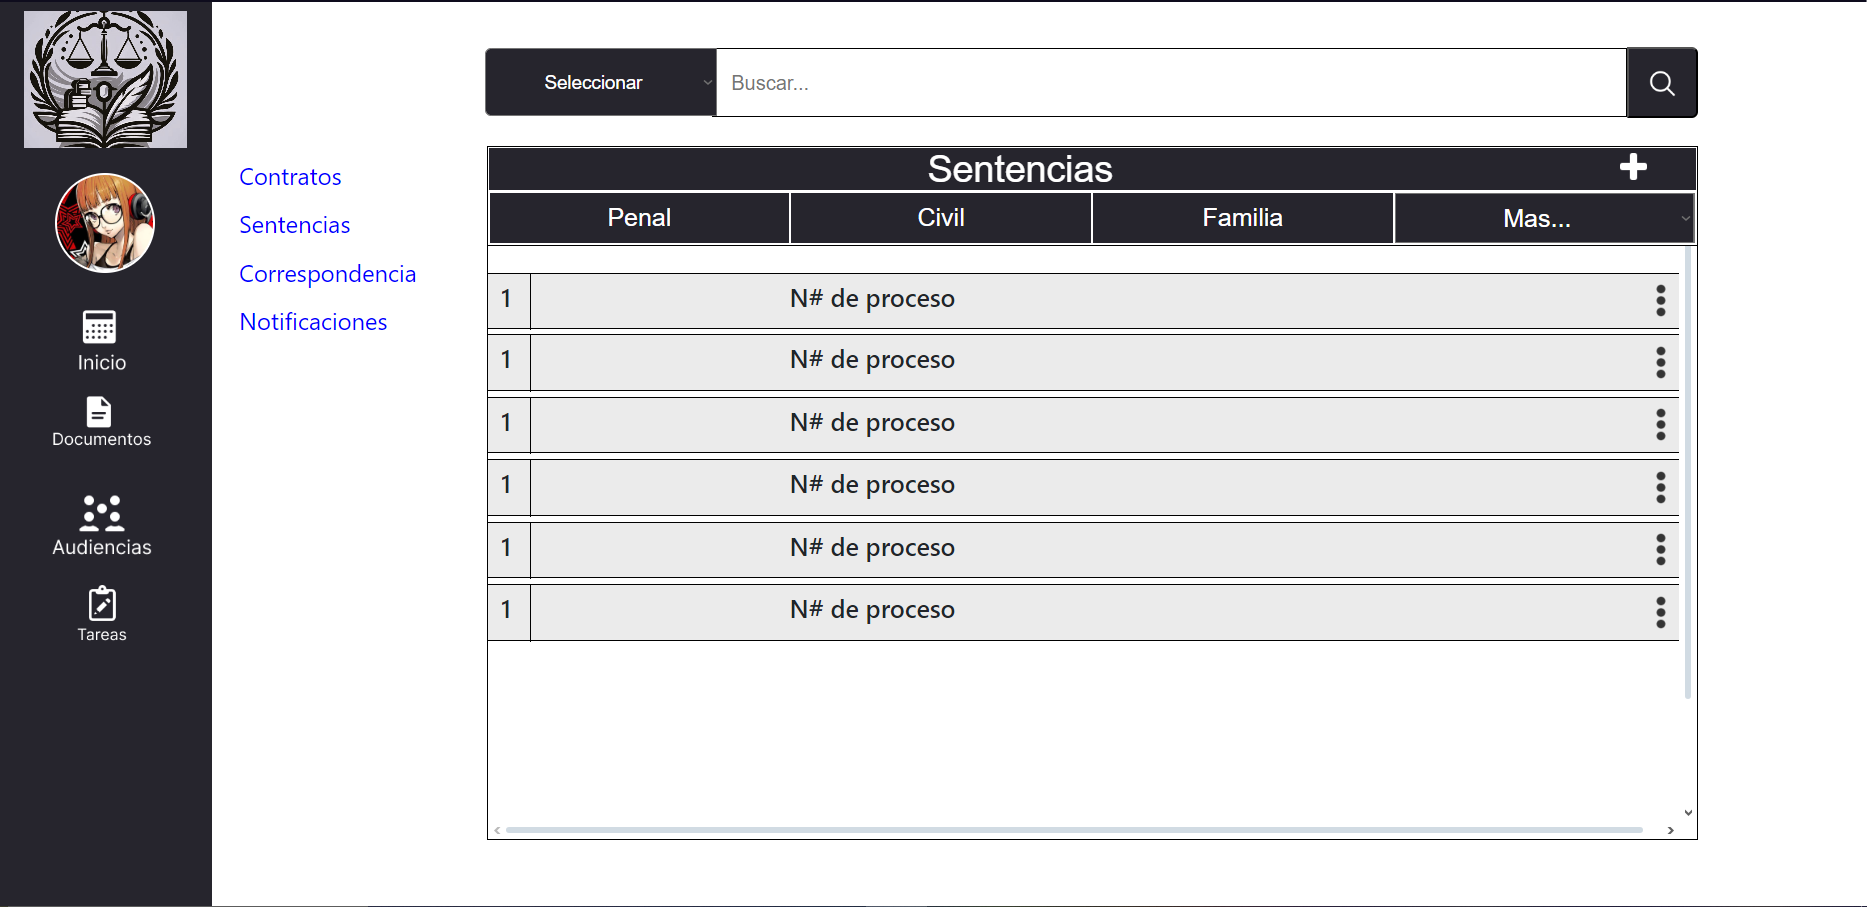 Seleccionar
Buscar...
Inicio
Documentos
Audiencias
Tareas
Contratos
Sentencias
Correspondencia
Notificaciones
Sentencias
Penal Civil Familia Mas...
1 N# de proceso
1 N# de proceso
1 N# de proceso
1 N# de proceso
1 N# de proceso
1 N# de proceso